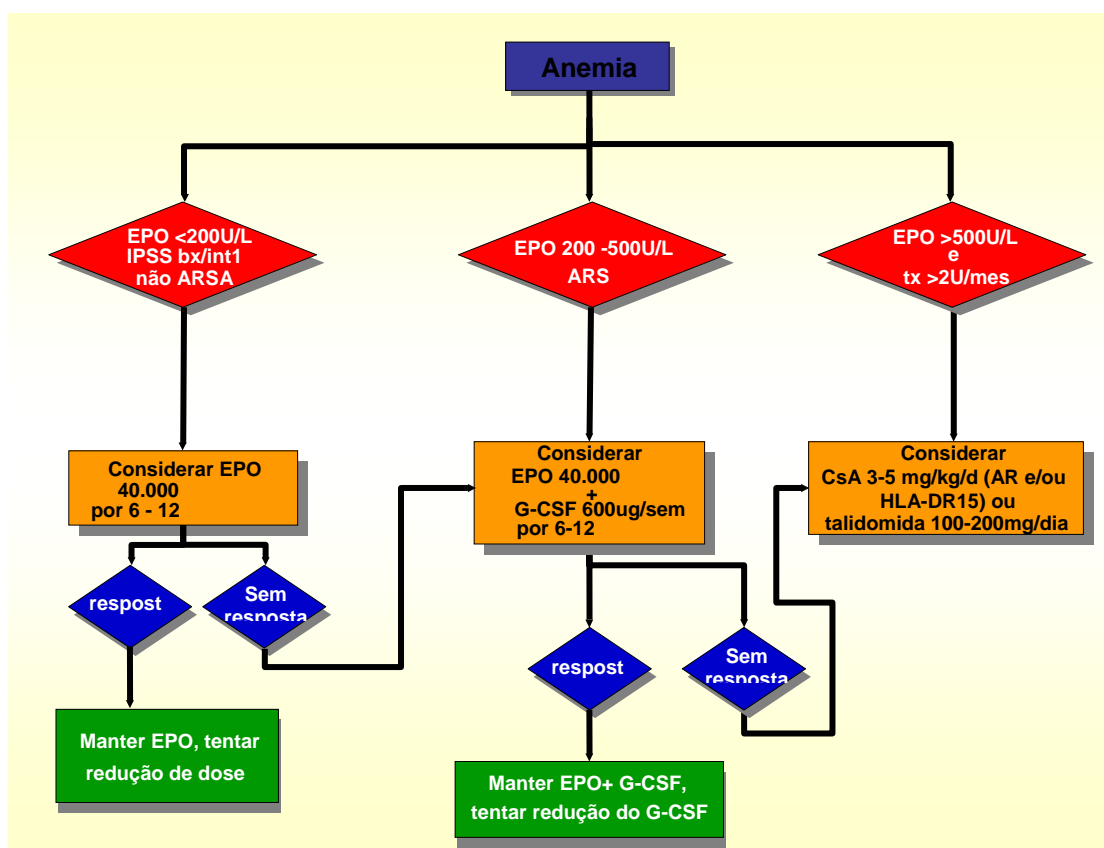 Anemia
EPO <200U/L
IPSS bx/int1
não ARSA
EPO 200 -500U/L
ARS
EPO >500U/L
e
tx >2U/mes
Considerar EPO
40.000
por 6 - 12
Considerar
EPO 40.000
+
G-CSF 600ug/sem
por 6-12
Considerar
CsA 3-5 mg/kg/d (AR e/ou
HLA-DR15) ou
talidomida 100-200mg/dia
respost
Sem
resposta
respost
Sem
resposta
Manter EPO, tentar
redução de dose
Manter EPO+ G-CSF,
tentar redução do G-CSF